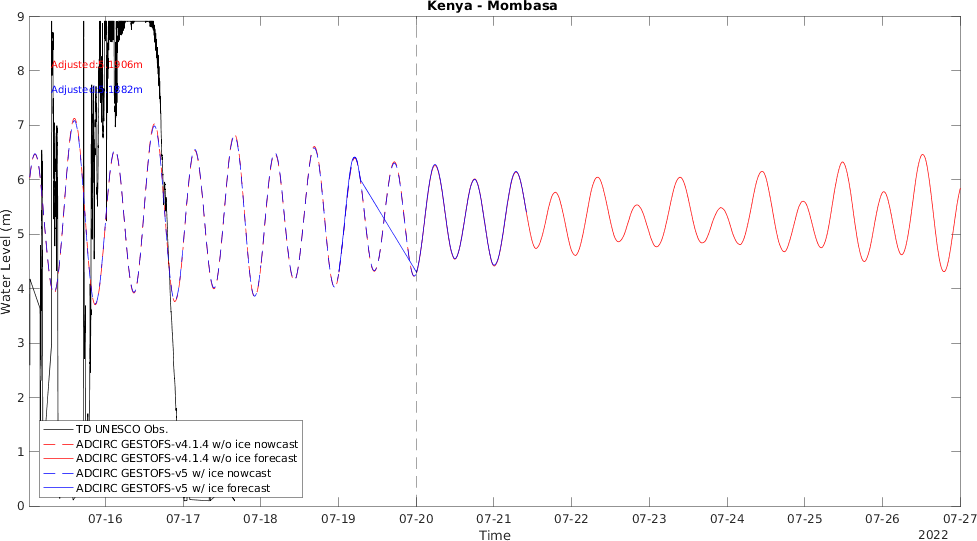 Kenya - Mombasa
9
8
7
6
5
4
3
2
1
0
Water Level (m)
Adjusted:
Adjusted:
TD UNESCO Obs.
ADCIRC GESTOFS-v4.1.4 w/o ice nowcast
ADCIRC GESTOFS-v4.1.4 w/o ice forecast
ADCIRC GESTOFS-v5 w/ ice nowcast
ADCIRC GESTOFS-v5 w/ ice forecast
07-16 07-17 07-18 07-19 07-20 07-21 07-22 07-23 07-24 07-25 07-26 07-27
Time
2022